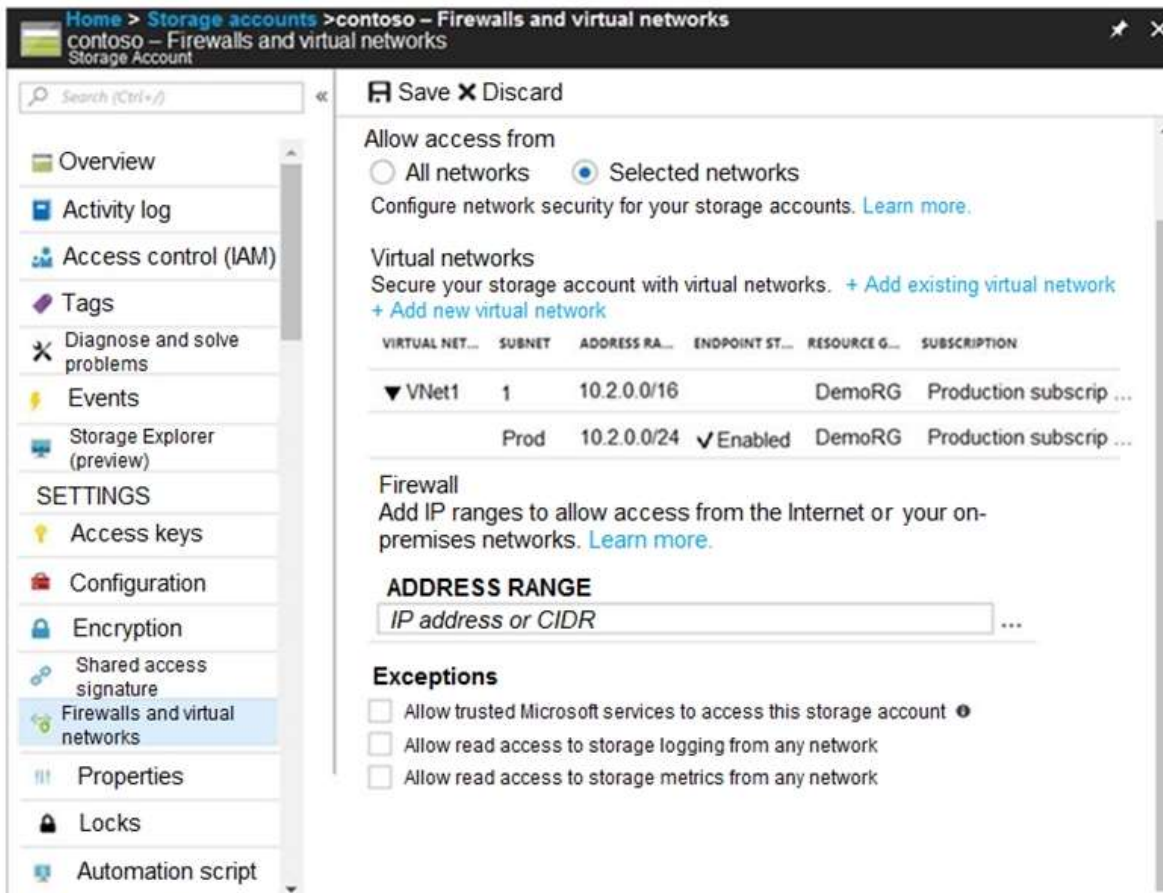 Home > Storage accounts >contoso – Firewalls and virtual networks
contoso – Firewalls and virtual networks
Storage Account
Search (Ctrl+/)
Overview
Activity log
Access control (IAM)
Tags
Diagnose and solve
problems
Events
Storage Explorer
(preview)
SETTINGS
Access keys
Configuration
Encryption
Shared access
signature
Firewalls and virtual
networks
Properties
Locks
Automation script
Save Discard
Allow access from
All networks Selected networks
Configure network security for your storage accounts. Learn more.
Virtual networks
Secure your storage account with virtual networks. + Add existing virtual network
+ Add new virtual network
VIRTUAL NET... SUBNET ADDRESS RA... ENDPOINT ST... RESOURCE G... SUBSCRIPTION
VNet1 1 10.2.0.0/16 DemoRG Production subscrip ...
Prod 10.2.0.0/24 Enabled DemoRG Production subscrip ...
Firewall
Add IP ranges to allow access from the Internet or your on-
premises networks. Learn more.
ADDRESS RANGE
IP address or CIDR ...
Exceptions
Allow trusted Microsoft services to access this storage account
Allow read access to storage logging from any network
Allow read access to storage metrics from any network